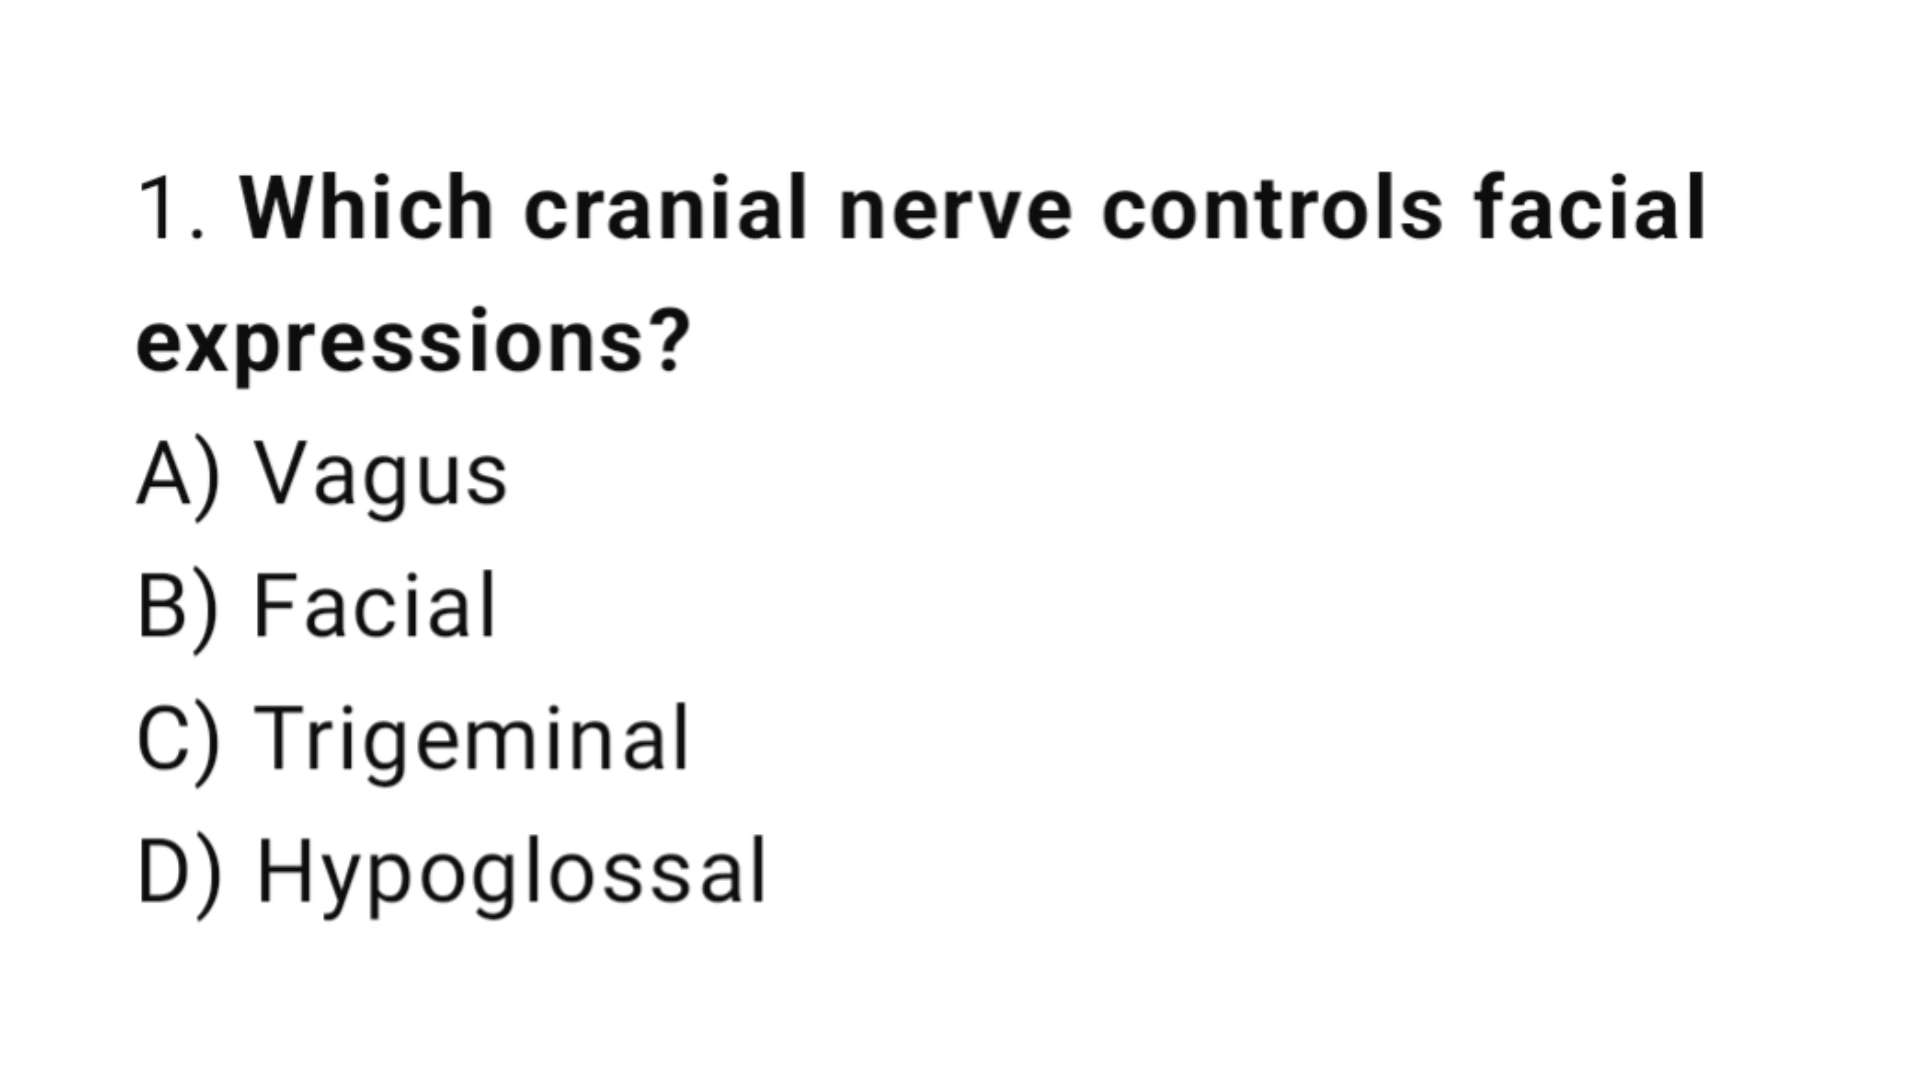 1. Which cranial nerve controls facial
expressions?
A) Vagus
B) Facial
C) Trigeminal
D) Hypoglossal